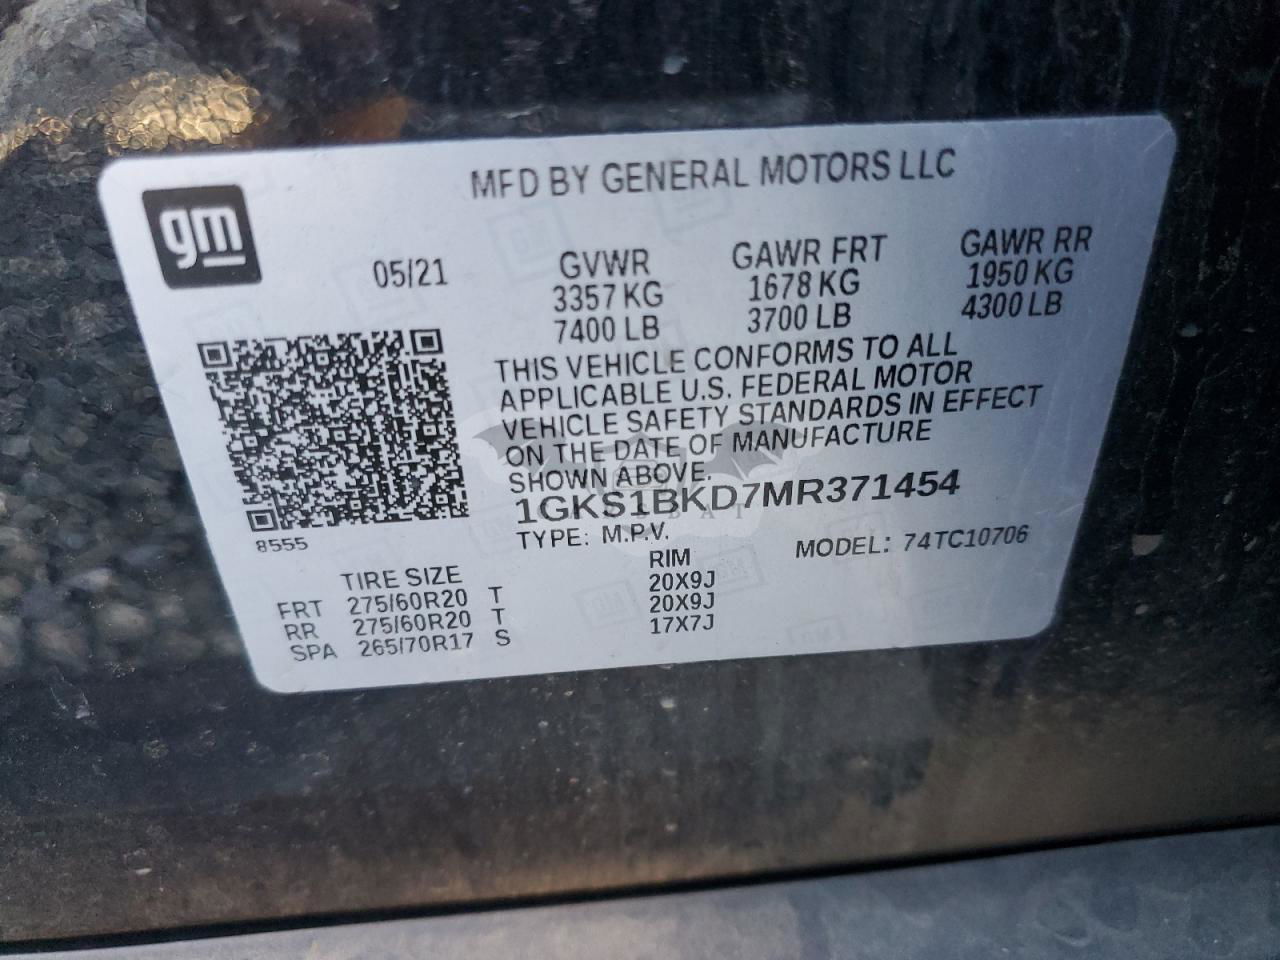 MFD BY GENERAL MOTORS LLC
gm
05/21
GVWR GAWR FRT GAWR RR
3357 KG 1678 KG 1950 KG
7400 LB 3700 LB 4300 LB
THIS VEHICLE CONFORMS TO ALL
APPLICABLE U.S. FEDERAL MOTOR
VEHICLE SAFETY STANDARDS IN EFFECT
ON THE DATE OF MANUFACTURE
SHOWN ABOVE.
1GKS1BKD7MR371454
8555
TYPE: M.P.V. MODEL: 74TC10706
TIRE SIZE RIM
FRT 275/60R20 T 20X9J
RR 275/60R20 T 20X9J
SPA 265/70R17 S 17X7J